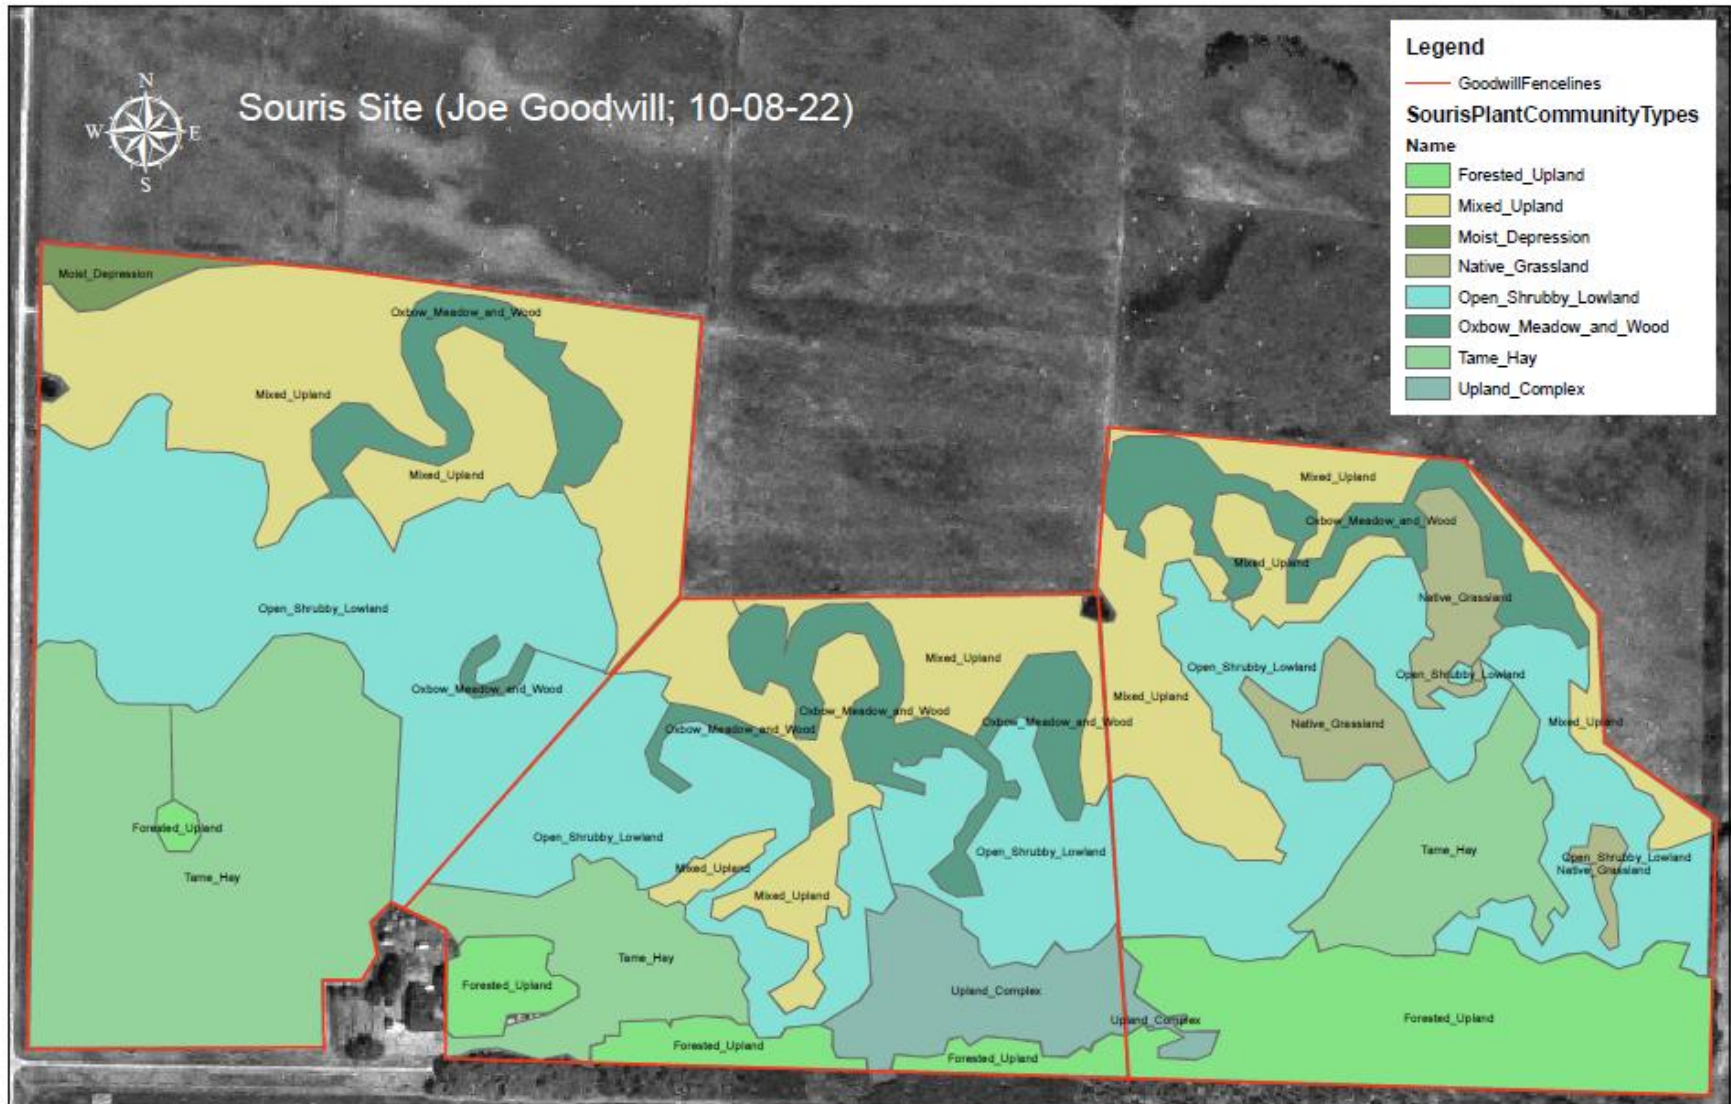 Legend
GoodwillFencelines
SourisPlantCommunityTypes
Name
Forested_Upland
Mixed_Upland
Moist_Depression
Native_Grassland
Open_Shrubby_Lowland
Oxbow_Meadow_and_Wood
Tame_Hay
Upland_Complex
N
W E
S
Souris Site (Joe Goodwill; 10-08-22)
Moist_Depression
Oxbow_Meadow_and_Wood
Mixed_Upland
Mixed_Upland
Mixed_Upland
Oxbow_Meadow_and_Wood
Mixed_Upland
Native_Grassland
Open_Shrubby_Lowland
Mixed_Upland
Open_Shrubby_Lowland
Open_Shrubby_Lowland
Oxbow_Meadow_and_Wood
Mixed_Upland
Oxbow_Meadow_and_Wood
Oxbow_Meadow_and_Wood
Oxbow_Meadow_and_Wood
Native_Grassland
Mixed_Upland
Oxbow_Meadow_and_Wood
Forested_Upland
Open_Shrubby_Lowland
Open_Shrubby_Lowland
Tame_Hay
Open_Shrubby_Lowland
Mixed_Upland
Native_Grassland
Tame_Hay
Mixed_Upland
Tame_Hay
Forested_Upland
Upland_Complex
Upland_Complex
Forested_Upland
Forested_Upland
Forested_Upland